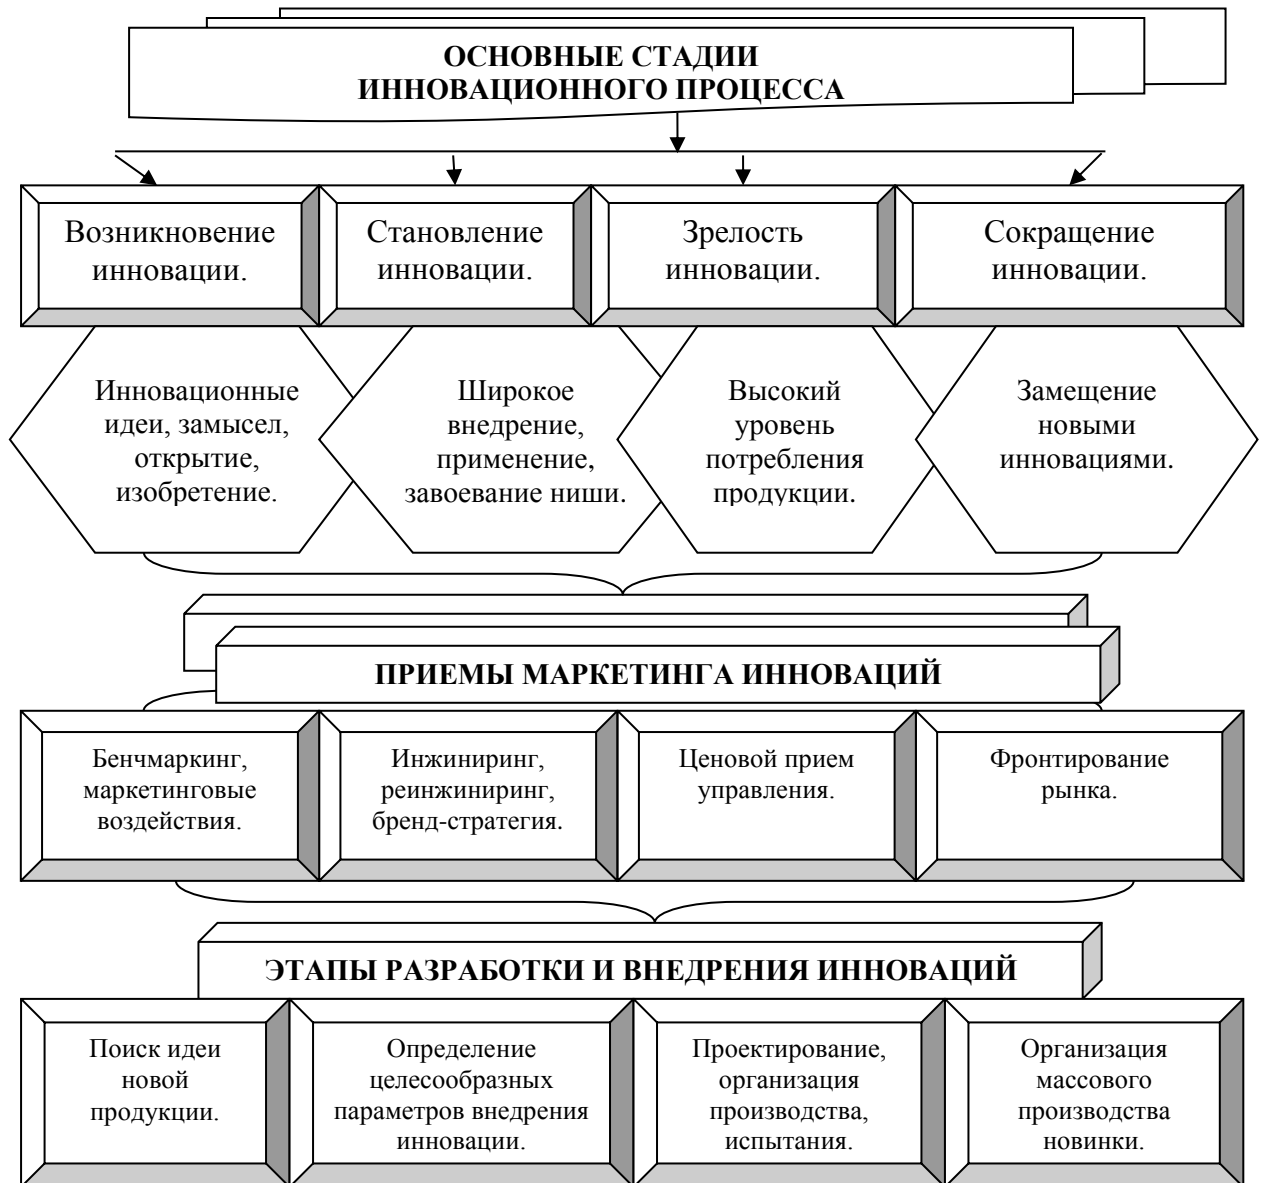 ОСНОВНЫЕ СТАДИИ
ИННОВАЦИОННОГО ПРОЦЕССА
Возникновение
инновации.
Становление
инновации.
Зрелость
инновации.
Сокращение
инновации.
Инновационные
идеи, замысел,
открытие,
изобретение.
Широкое
внедрение,
применение,
завоевание ниши.
Высокий
уровень
потребления
продукции.
Замещение
новыми
инновациями.
ПРИЕМЫ МАРКЕТИНГА ИННОВАЦИЙ
Бенчмаркинг,
маркетинговые
воздействия.
Инжиниринг,
реинжиниринг,
бренд-стратегия.
Ценовой прием
управления.
Фронтирование
рынка.
ЭТАПЫ РАЗРАБОТКИ И ВНЕДРЕНИЯ ИННОВАЦИЙ
Поиск идеи
новой
продукции.
Определение
целесообразных
параметров внедрения
инновации.
Проектирование,
организация
производства,
испытания.
Организация
массового
производства
новинки.